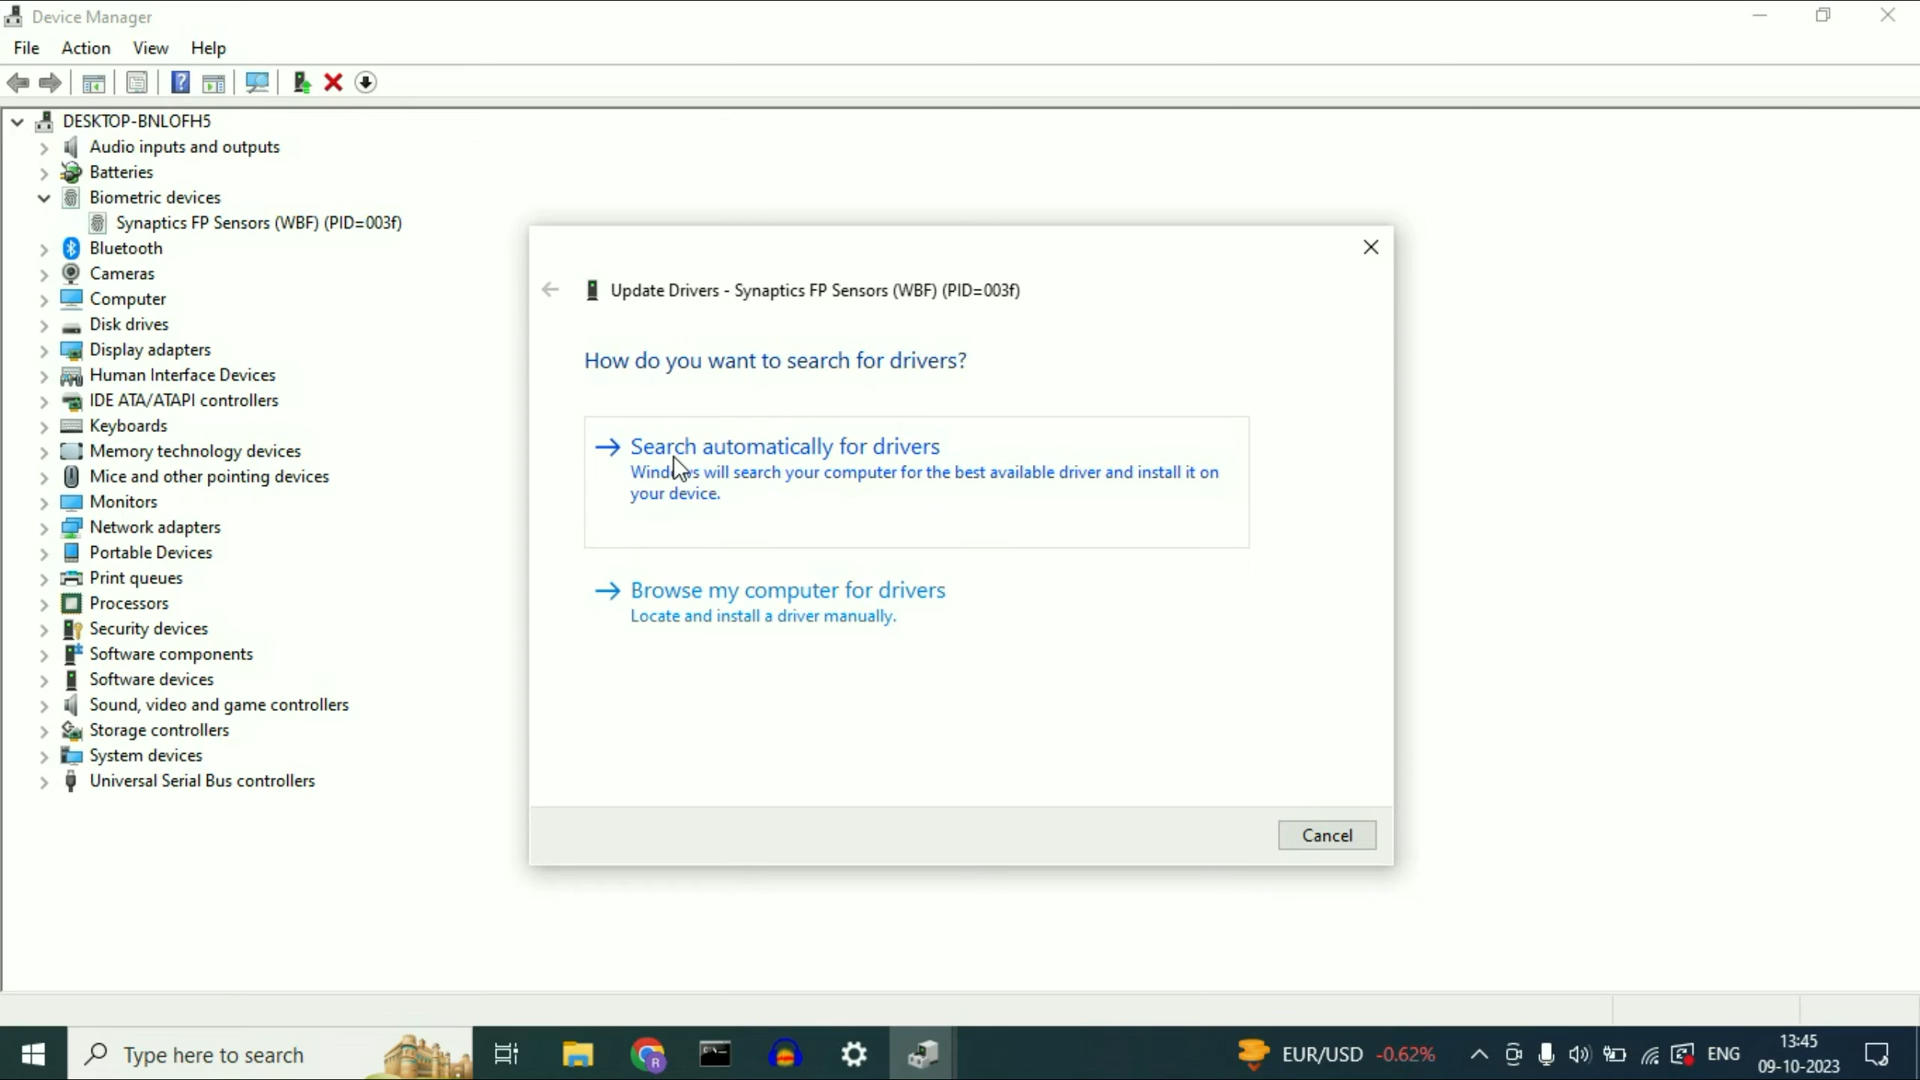 Device Manager
File Action View Help
DESKTOP-BNLOFH5
Audio inputs and outputs
Batteries
Biometric devices
Synaptics FP Sensors (WBF) (PID=003f)
Bluetooth
Cameras
Computer
Disk drives
Display adapters
Human Interface Devices
IDE ATA/ATAPI controllers
Keyboards
Memory technology devices
Mice and other pointing devices
Monitors
Network adapters
Portable Devices
Print queues
Processors
Security devices
Software components
Software devices
Sound, video and game controllers
Storage controllers
System devices
Universal Serial Bus controllers
Update Drivers - Synaptics FP Sensors (WBF) (PID=003f)
How do you want to search for drivers?
Search automatically for drivers
Windows will search your computer for the best available driver and install it on
your device.
Browse my computer for drivers
Locate and install a driver manually.
Cancel
Type here to search
EUR/USD -0.62%
ENG
13:45
09-10-2023